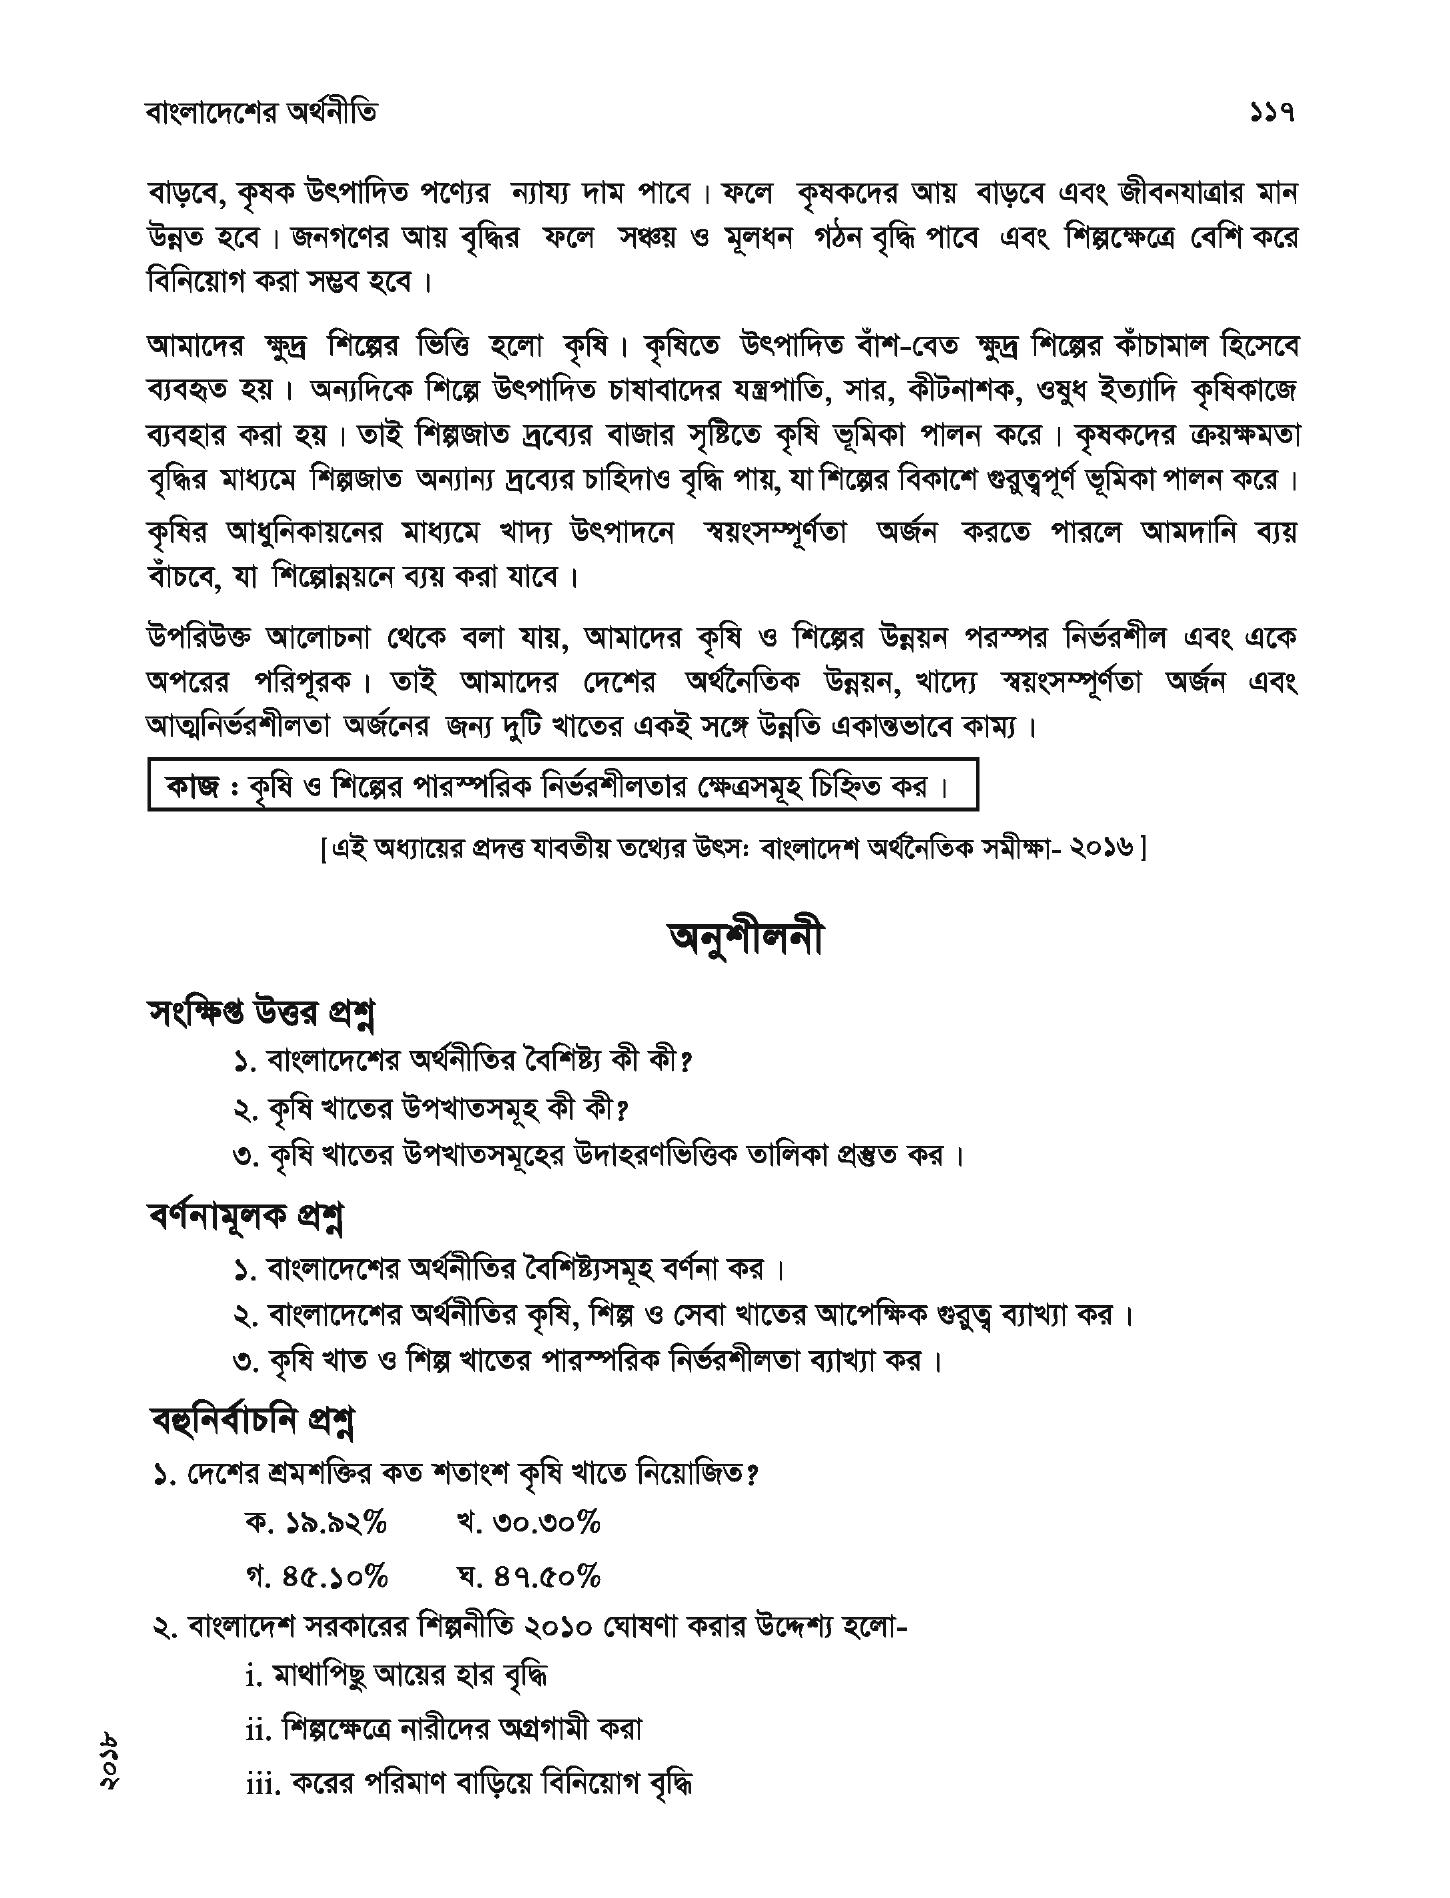 বাংলাদেশের অর্থনীতি ১১৭
বাড়বে, কৃষক উৎপাদিত পণ্যের ন্যায্য দাম পাবে। ফলে কৃষকদের আয় বাড়বে এবং জীবনযাত্রার মান
উন্নত হবে। জনগণের আয় বৃদ্ধির ফলে সঞ্চয় ও মূলধন গঠন বৃদ্ধি পাবে এবং শিল্পক্ষেত্রে বেশি করে
বিনিয়োগ করা সম্ভব হবে।
আমাদের ক্ষুদ্র শিল্পের ভিত্তি হলো কৃষি। কৃষিতে উৎপাদিত বাঁশ-বেত ক্ষুদ্র শিল্পের কাঁচামাল হিসেবে
ব্যবহৃত হয়। অন্যদিকে শিল্পে উৎপাদিত চাষাবাদের যন্ত্রপাতি, সার, কীটনাশক, ওষুধ ইত্যাদি কৃষিকাজে
ব্যবহার করা হয়। তাই শিল্পজাত দ্রব্যের বাজার সৃষ্টিতে কৃষি ভূমিকা পালন করে। কৃষকদের ক্রয়ক্ষমতা
বৃদ্ধির মাধ্যমে শিল্পজাত অন্যান্য দ্রব্যের চাহিদাও বৃদ্ধি পায়, যা শিল্পের বিকাশে গুরুত্বপূর্ণ ভূমিকা পালন করে।
কৃষির আধুনিকায়নের মাধ্যমে খাদ্য উৎপাদনে স্বয়ংসম্পূর্ণতা অর্জন করতে পারলে আমদানি ব্যয়
বাঁচবে, যা শিল্পোন্নয়নে ব্যয় করা যাবে।
উপরিউক্ত আলোচনা থেকে বলা যায়, আমাদের কৃষি ও শিল্পের উন্নয়ন পরস্পর নির্ভরশীল এবং একে
অপরের পরিপূরক। তাই আমাদের দেশের অর্থনৈতিক উন্নয়ন, খাদ্যে স্বয়ংসম্পূর্ণতা অর্জন এবং
আত্মনির্ভরশীলতা অর্জনের জন্য দুটি খাতের একই সঙ্গে উন্নতি একান্তভাবে কাম্য।
কাজ : কৃষি ও শিল্পের পারস্পরিক নির্ভরশীলতার ক্ষেত্রসমূহ চিহ্নিত কর।
[এই অধ্যায়ের প্রদত্ত যাবতীয় তথ্যের উৎস: বাংলাদেশ অর্থনৈতিক সমীক্ষা- ২০১৬]
অনুশীলনী
সংক্ষিপ্ত উত্তর প্রশ্ন
১. বাংলাদেশের অর্থনীতির বৈশিষ্ট্য কী কী?
২. কৃষি খাতের উপখাতসমূহ কী কী?
৩. কৃষি খাতের উপখাতসমূহের উদাহরণভিত্তিক তালিকা প্রস্তুত কর।
বর্ণনামূলক প্রশ্ন
১. বাংলাদেশের অর্থনীতির বৈশিষ্ট্যসমূহ বর্ণনা কর।
২. বাংলাদেশের অর্থনীতির কৃষি, শিল্প ও সেবা খাতের আপেক্ষিক গুরুত্ব ব্যাখ্যা কর।
৩. কৃষি খাত ও শিল্প খাতের পারস্পরিক নির্ভরশীলতা ব্যাখ্যা কর।
বহুনির্বাচনি প্রশ্ন
১. দেশের শ্রমশক্তির কত শতাংশ কৃষি খাতে নিয়োজিত?
ক. ১৯.৯২% খ. ৩০.৩০%
গ. ৪৫.১০% ঘ. ৪৭.৫০%
২. বাংলাদেশ সরকারের শিল্পনীতি ২০১০ ঘোষণা করার উদ্দেশ্য হলো-
i. মাথাপিছু আয়ের হার বৃদ্ধি
ii. শিল্পক্ষেত্রে নারীদের অগ্রগামী করা
iii. করের পরিমাণ বাড়িয়ে বিনিয়োগ বৃদ্ধি
২০১৮